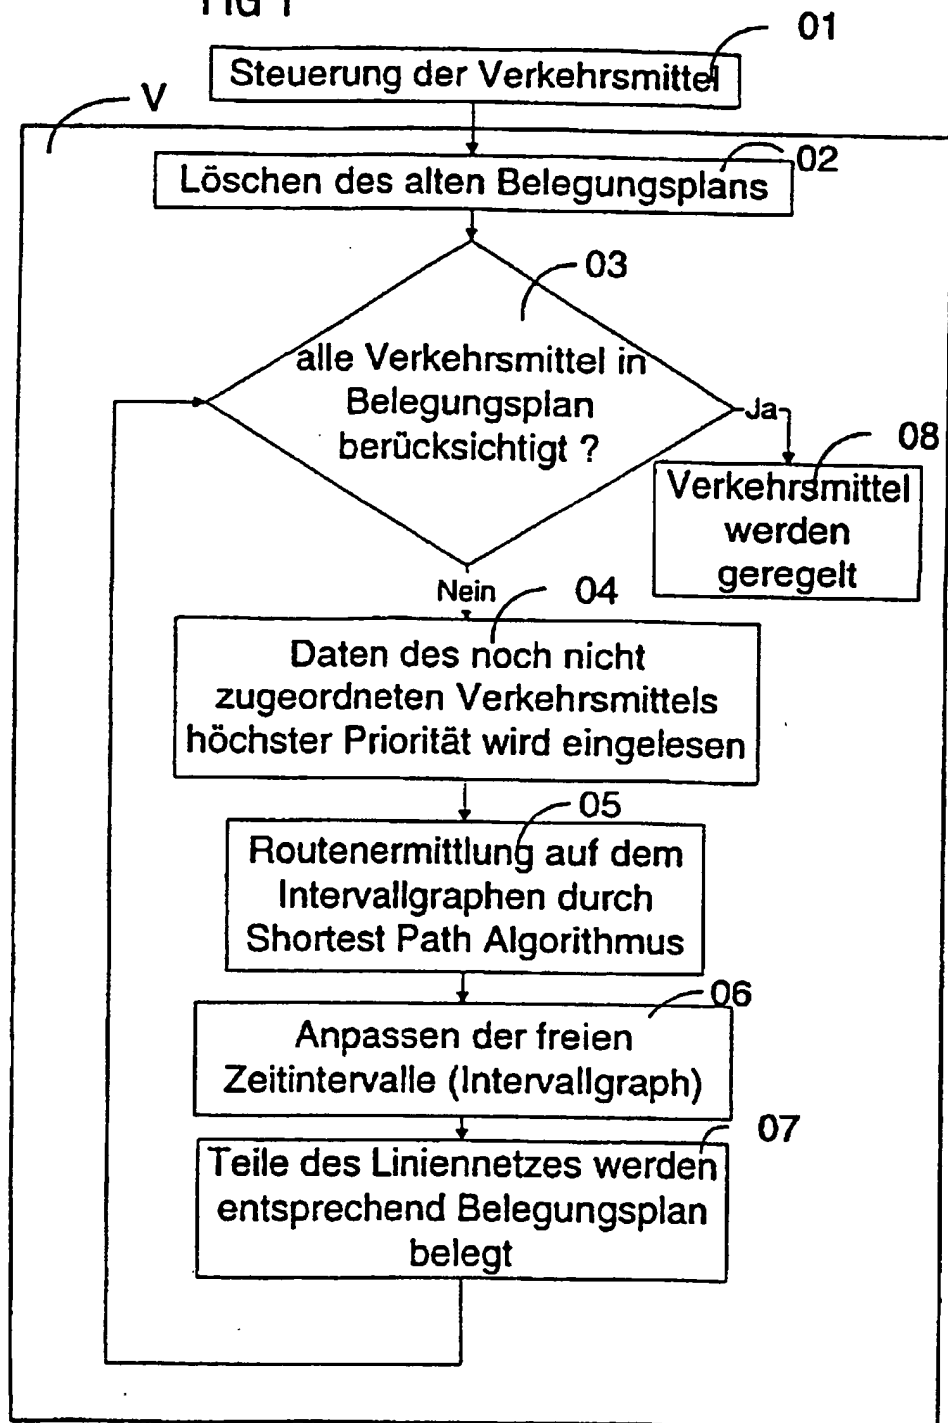 FIG 1
01
Steuerung der Verkehrsmittel
V
02
Löschen des alten Belegungsplans
03
alle Verkehrsmittel in
Belegungsplan
berücksichtigt ?
Ja
08
Verkehrsmittel
werden
geregelt
Nein
04
Daten des noch nicht
zugeordneten Verkehrsmittels
höchster Priorität wird eingelesen
05
Routenermittlung auf dem
Intervallgraphen durch
Shortest Path Algorithmus
06
Anpassen der freien
Zeitintervalle (Intervallgraph)
07
Teile des Liniennetzes werden
entsprechend Belegungsplan
belegt